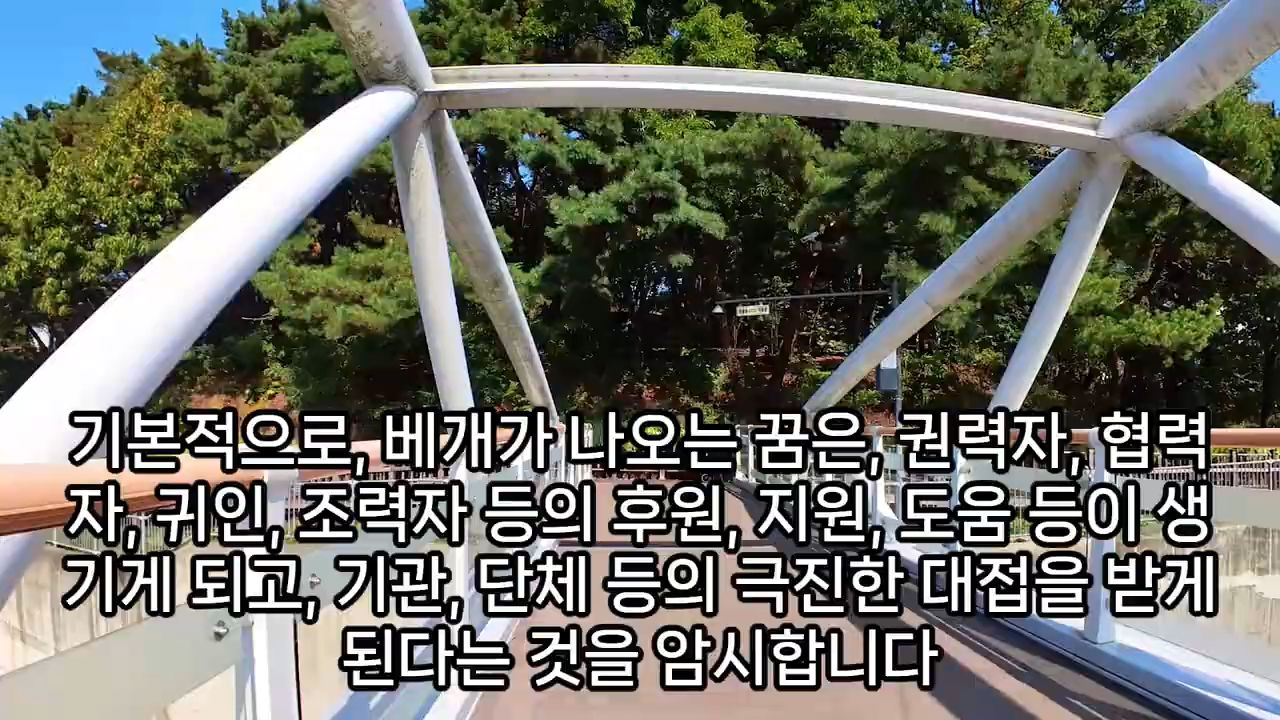 기본적으로, 베개가 나오는 꿈은, 권력자, 협력
자, 귀인, 조력자 등의 후원, 지원, 도움 등이 생
기게 되고, 기관, 단체 등의 극진한 대접을 받게
된다는 것을 암시합니다